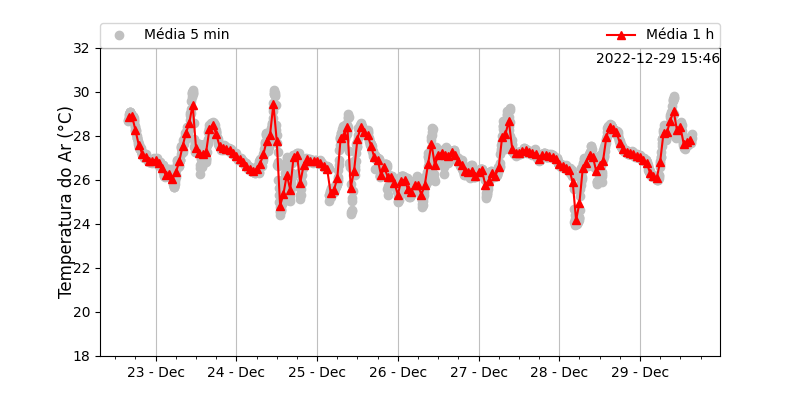 Média 5 min
Média 1 h
2022-12-29 15:46
Temperatura do Ar (°C)
32
30
28
26
24
22
20
18
23 - Dec
24 - Dec
25 - Dec
26 - Dec
27 - Dec
28 - Dec
29 - Dec